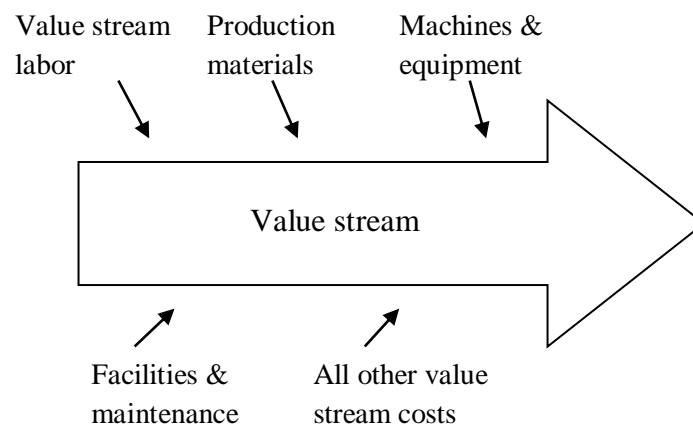 Value stream
labor
Production
materials
Machines &
equipment
Value stream
Facilities &
maintenance
All other value
stream costs